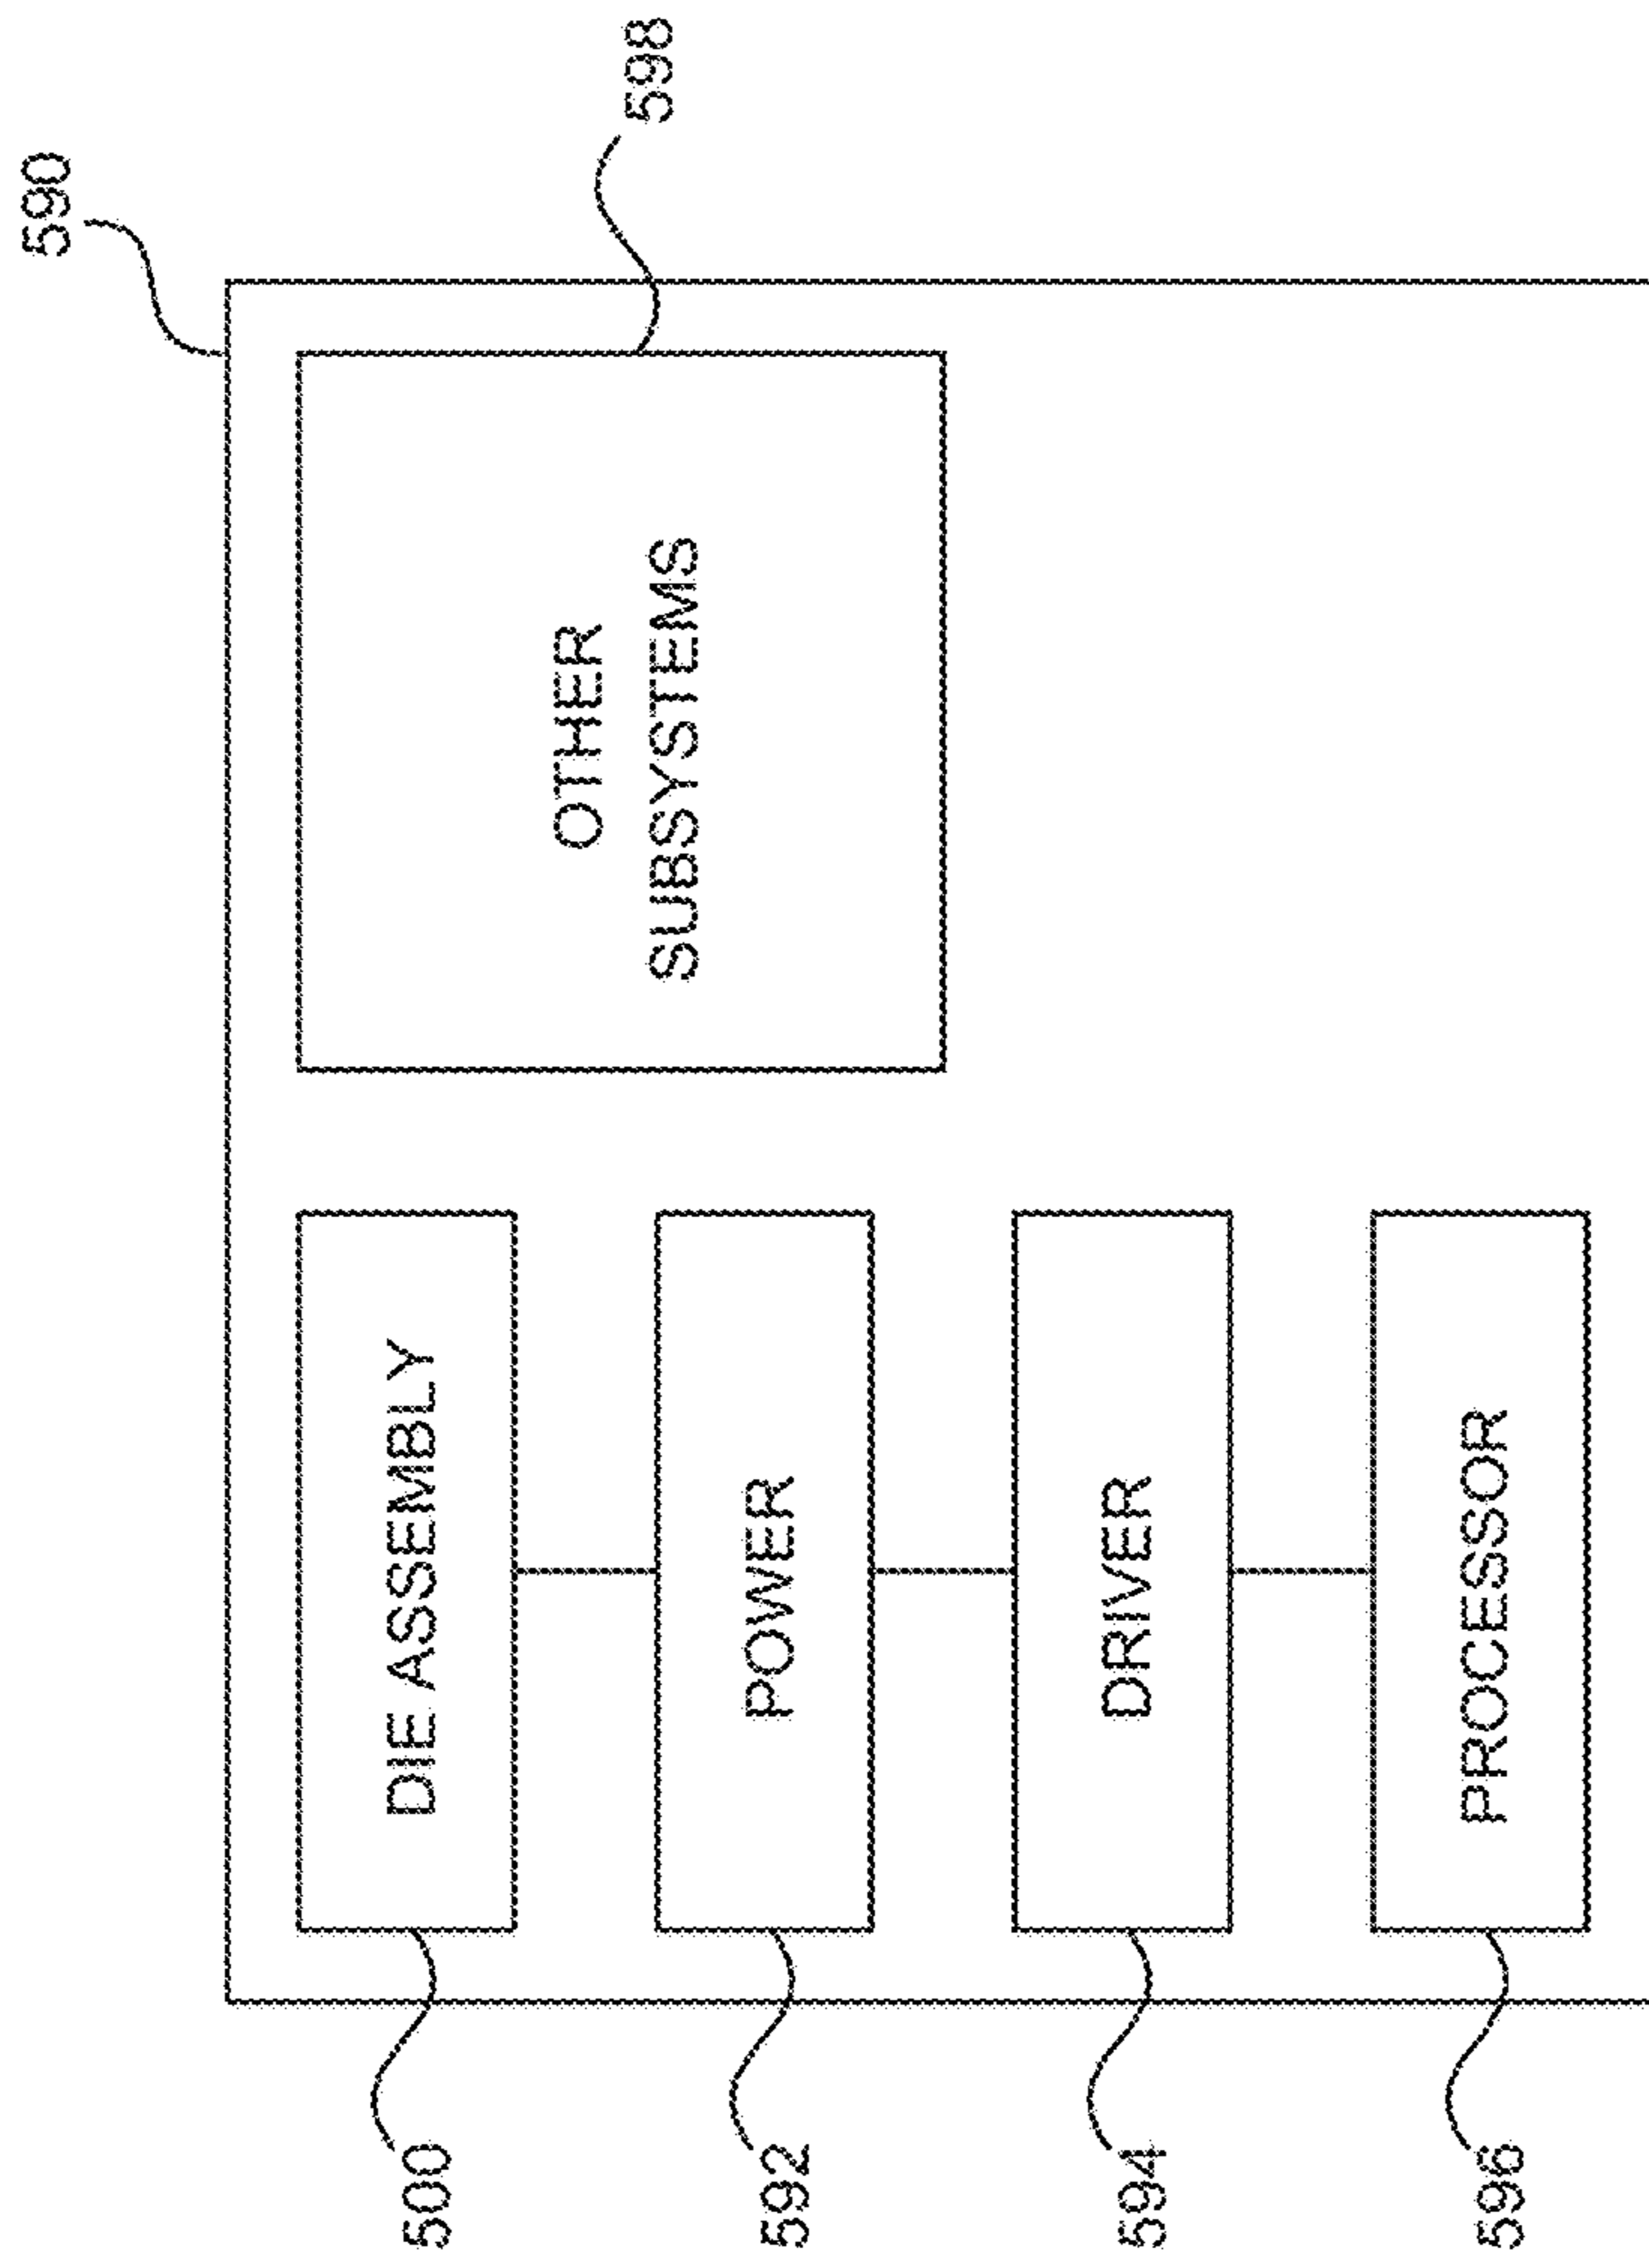 590
598
OTHER
SUBSYSTEMS
500
DIE ASSEMBLY
592
POWER
594
DRIVER
596
PROCESSOR